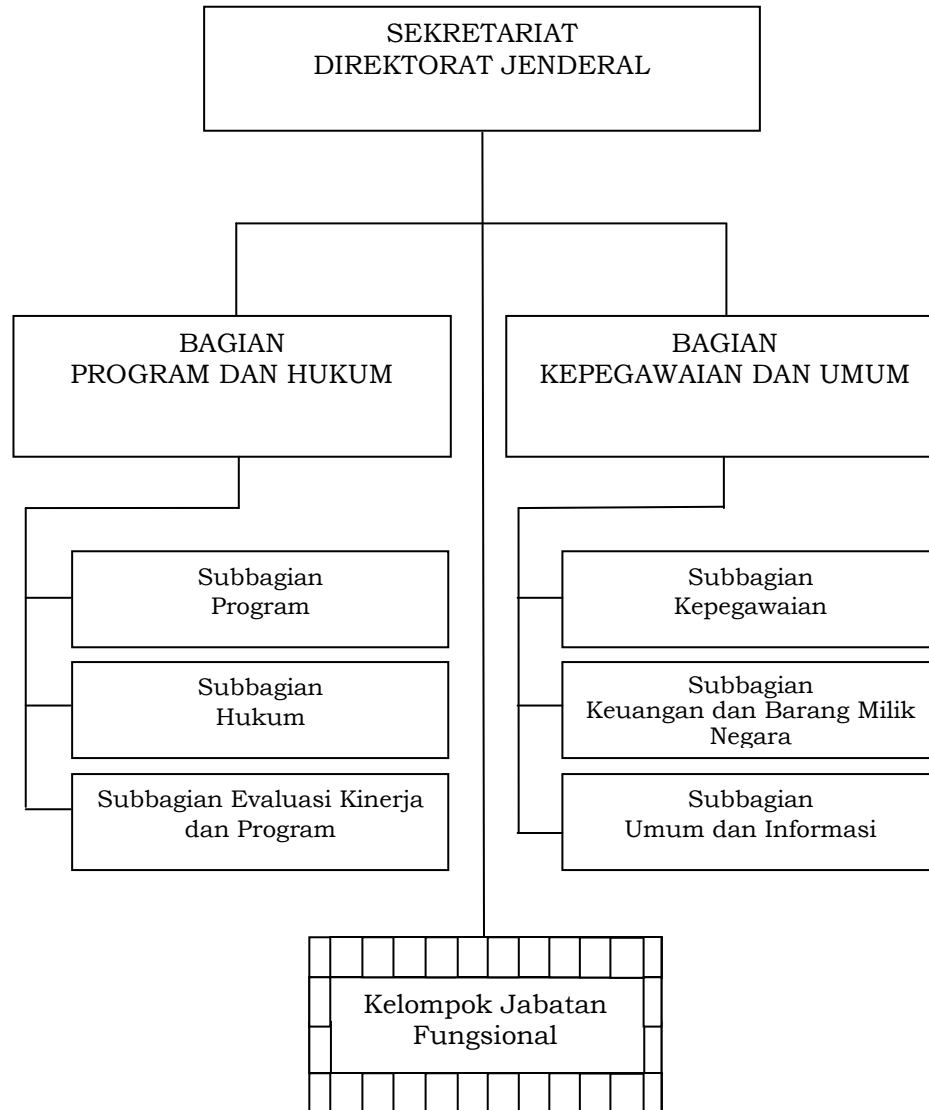 SEKRETARIAT
DIREKTORAT JENDERAL
BAGIAN
PROGRAM DAN HUKUM
BAGIAN
KEPEGAWAIAN DAN UMUM
Subbagian
Program
Subbagian
Hukum
Subbagian Evaluasi Kinerja
dan Program
Subbagian
Kepegawaian
Subbagian
Keuangan dan Barang Milik
Negara
Subbagian
Umum dan Informasi
Kelompok Jabatan
Fungsional